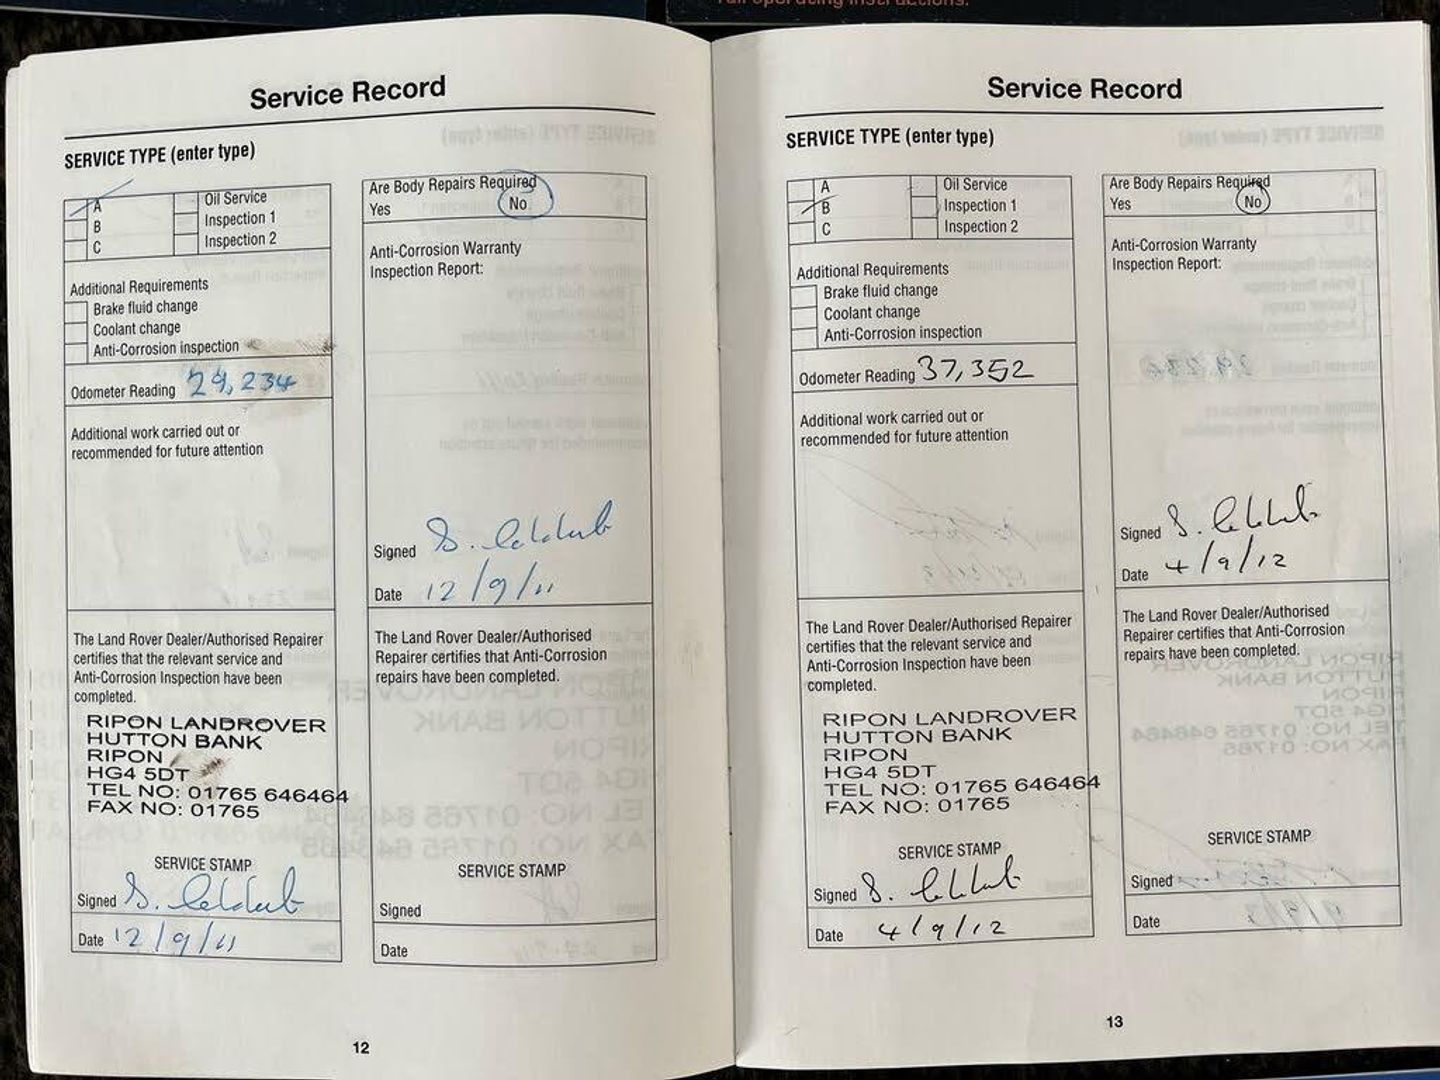 full operating instructions.
Service Record
SERVICE TYPE (enter type)
A
B
C
Oil Service
Inspection 1
Inspection 2
Additional Requirements
Brake fluid change
Coolant change
Anti-Corrosion inspection
Odometer Reading 29,234
Additional work carried out or
recommended for future attention
The Land Rover Dealer/Authorised Repairer
certifies that the relevant service and
Anti-Corrosion Inspection have been
completed.
RIPON LANDROVER
HUTTON BANK
RIPON
HG4 5DT
TEL NO: 01765 646464
FAX NO: 01765
SERVICE STAMP
Signed
Date 12/9/11
Are Body Repairs Required
Yes No
Anti-Corrosion Warranty
Inspection Report:
Signed
Date 12/9/11
The Land Rover Dealer/Authorised
Repairer certifies that Anti-Corrosion
repairs have been completed.
SERVICE STAMP
Signed
Date
12
Service Record
SERVICE TYPE (enter type)
A
B
C
Oil Service
Inspection 1
Inspection 2
Additional Requirements
Brake fluid change
Coolant change
Anti-Corrosion inspection
Odometer Reading 37,352
Additional work carried out or
recommended for future attention
The Land Rover Dealer/Authorised Repairer
certifies that the relevant service and
Anti-Corrosion Inspection have been
completed.
RIPON LANDROVER
HUTTON BANK
RIPON
HG4 5DT
TEL NO: 01765 646464
FAX NO: 01765
SERVICE STAMP
Signed
Date 4/9/12
Are Body Repairs Required
Yes No
Anti-Corrosion Warranty
Inspection Report:
Signed
Date 4/9/12
The Land Rover Dealer/Authorised
Repairer certifies that Anti-Corrosion
repairs have been completed.
SERVICE STAMP
Signed
Date
13